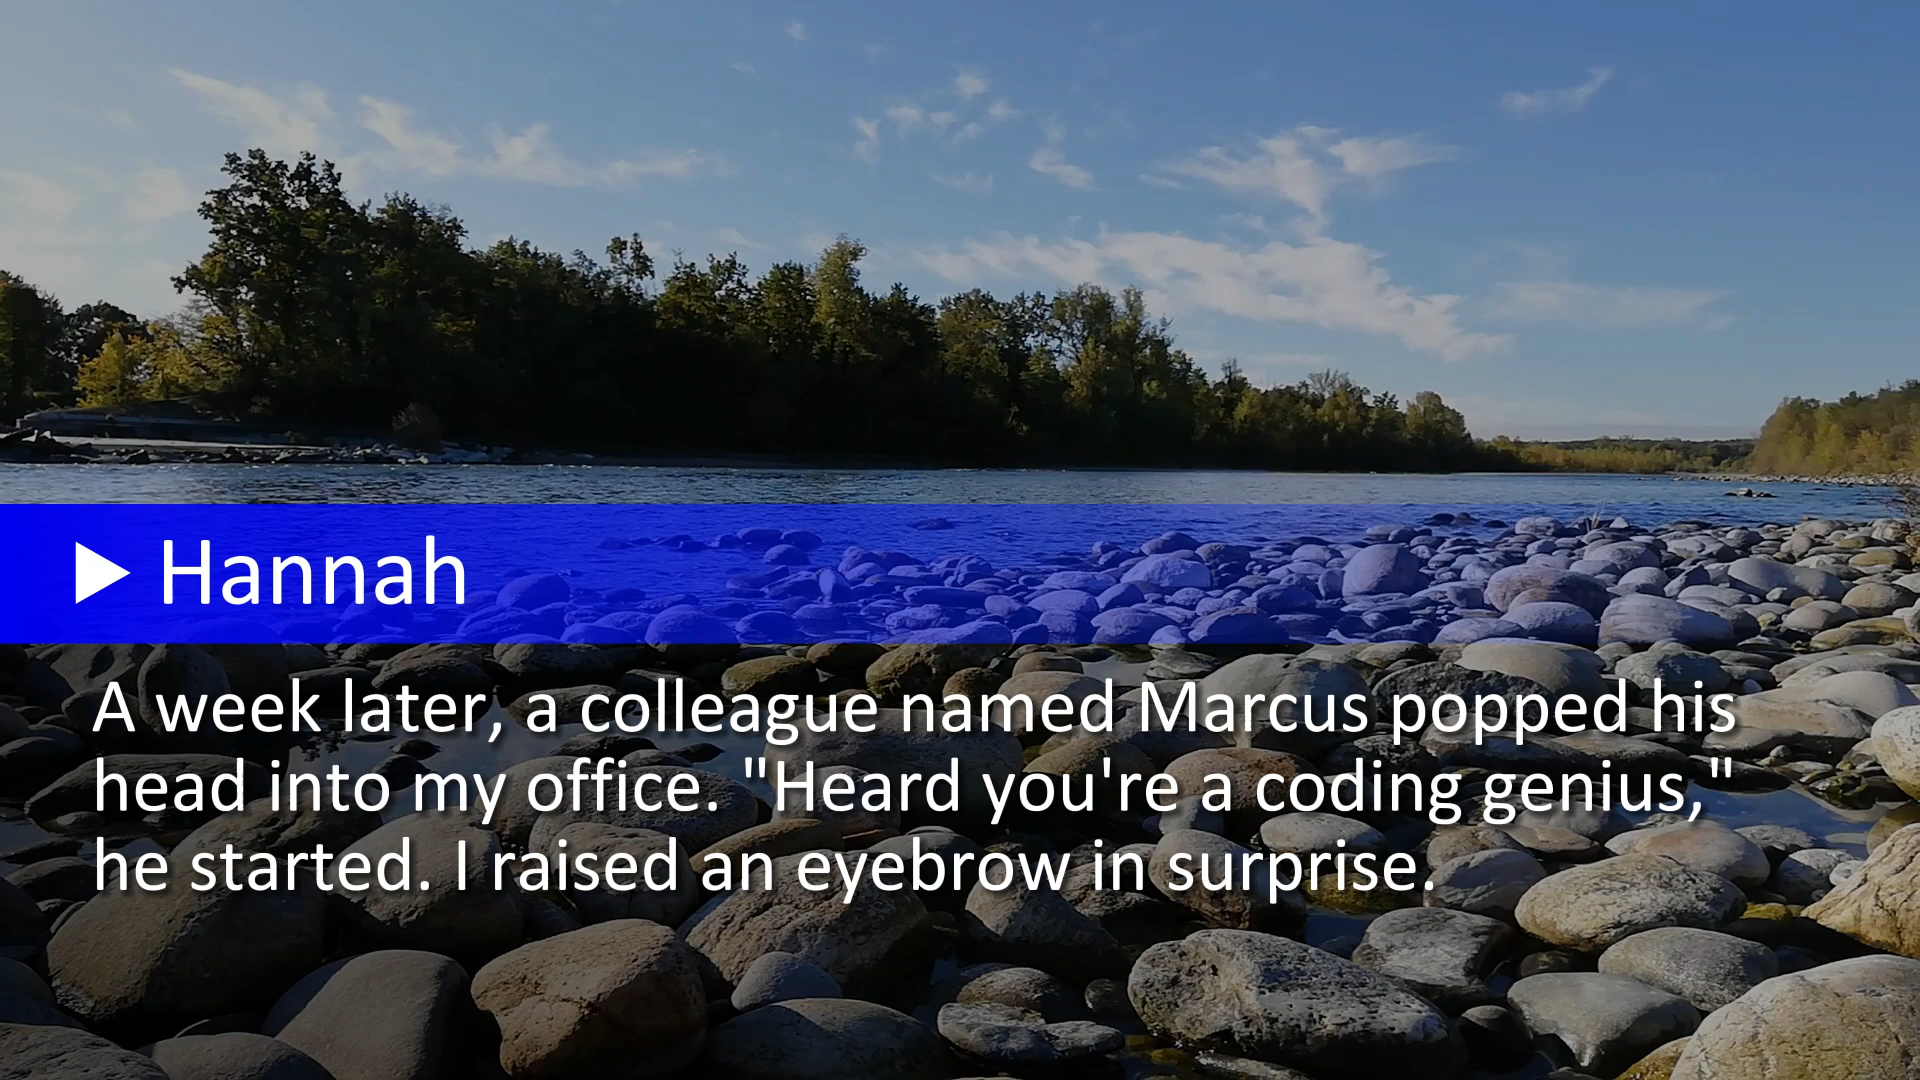 Hannah
A week later, a colleague named Marcus popped his
head into my office. "Heard you're a coding genius,"
he started. I raised an eyebrow in surprise.